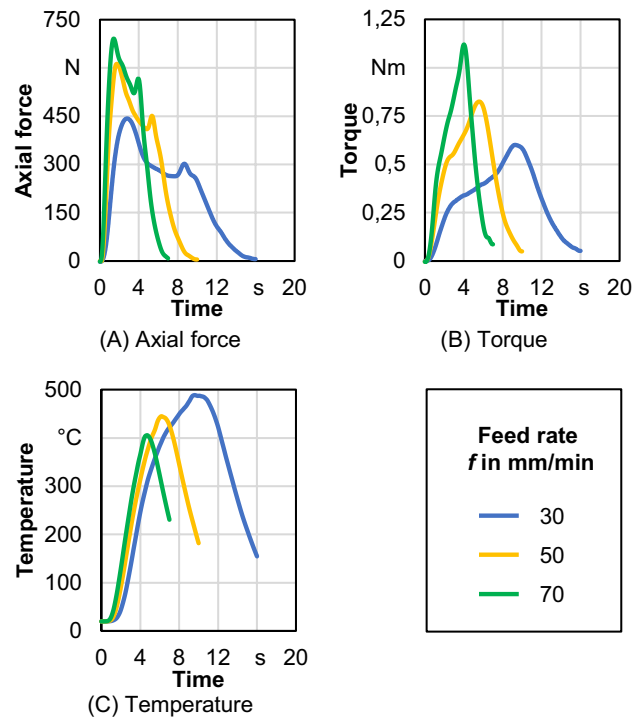 750
N
450
300
150
0
Axial force
0 4 8 12 s 20
Time
(A) Axial force
1,25
Nm
0,75
0,5
0,25
0
Torque
0 4 8 12 s 20
Time
(B) Torque
500
°C
300
200
100
0
Temperature
0 4 8 12 s 20
Time
(C) Temperature
Feed rate
f in mm/min
30
50
70